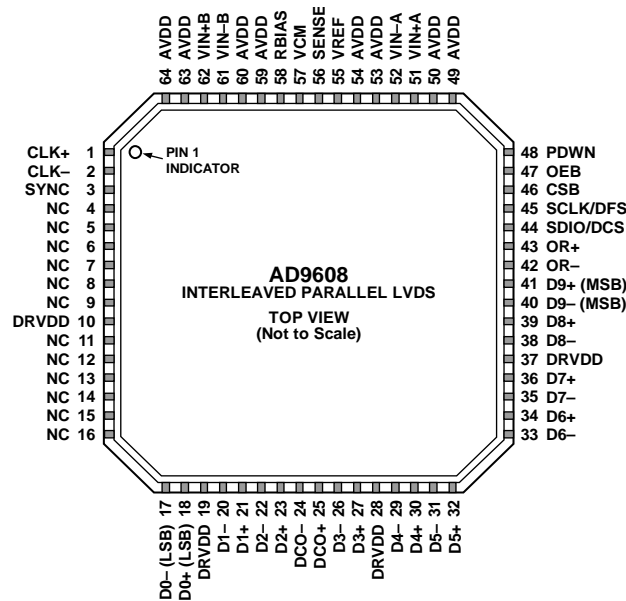 64 AVDD
63 AVDD
62 VIN+B
61 VIN–B
60 AVDD
59 AVDD
58 RBIAS
57 VCM
56 SENSE
55 VREF
54 AVDD
53 AVDD
52 VIN–A
51 VIN+A
50 AVDD
49 AVDD
CLK+ 1
CLK– 2
SYNC 3
NC 4
NC 5
NC 6
NC 7
NC 8
NC 9
DRVDD 10
NC 11
NC 12
NC 13
NC 14
NC 15
NC 16
PIN 1
INDICATOR
AD9608
INTERLEAVED PARALLEL LVDS
TOP VIEW
(Not to Scale)
48 PDWN
47 OEB
46 CSB
45 SCLK/DFS
44 SDIO/DCS
43 OR+
42 OR–
41 D9+ (MSB)
40 D9– (MSB)
39 D8+
38 D8–
37 DRVDD
36 D7+
35 D7–
34 D6+
33 D6–
D0– (LSB) 17
D0+ (LSB) 18
DRVDD 19
D1– 20
D1+ 21
D2– 22
D2+ 23
DCO– 24
DCO+ 25
D3– 26
D3+ 27
DRVDD 28
D4– 29
D4+ 30
D5– 31
D5+ 32